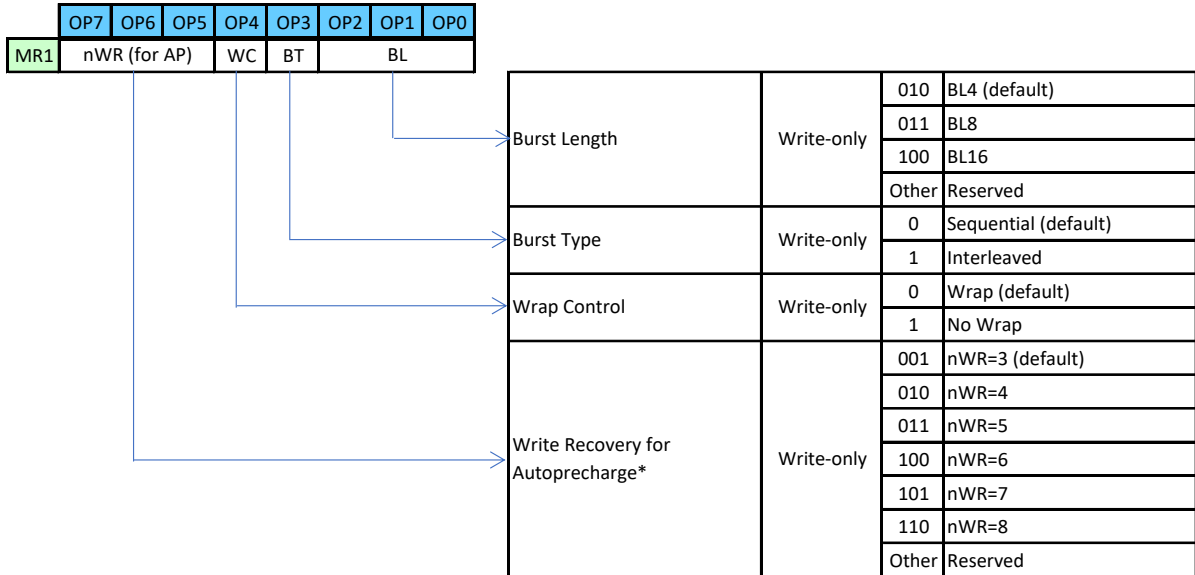 OP7 OP6 OP5 OP4 OP3 OP2 OP1 OP0
MR1 nWR (for AP) WC BT BL
Burst Length Write-only
010 BL4 (default)
011 BL8
100 BL16
Other Reserved
Burst Type Write-only
0 Sequential (default)
1 Interleaved
Wrap Control Write-only
0 Wrap (default)
1 No Wrap
Write Recovery for
Autoprecharge*
Write-only
001 nWR=3 (default)
010 nWR=4
011 nWR=5
100 nWR=6
101 nWR=7
110 nWR=8
Other Reserved